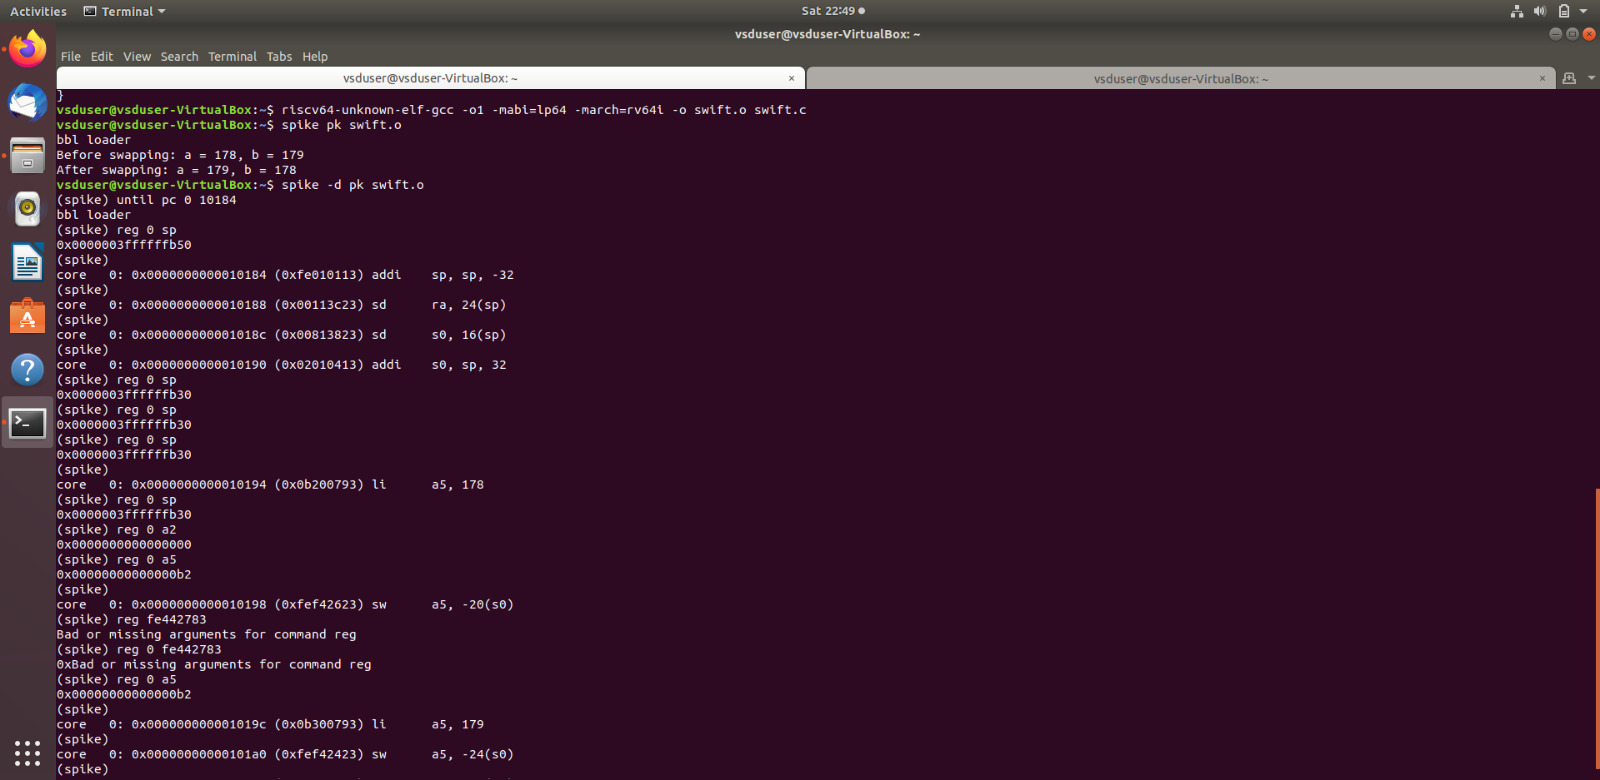 Activities Terminal Sat 22:49
vsduser@vsduser-VirtualBox: ~
File Edit View Search Terminal Tabs Help
vsduser@vsduser-VirtualBox: ~ × vsduser@vsduser-VirtualBox: ~ ×
}
vsduser@vsduser-VirtualBox:~$ riscv64-unknown-elf-gcc -o1 -mabi=lp64 -march=rv64i -o swift.o swift.c
vsduser@vsduser-VirtualBox:~$ spike pk swift.o
bbl loader
Before swapping: a = 178, b = 179
After swapping: a = 179, b = 178
vsduser@vsduser-VirtualBox:~$ spike -d pk swift.o
(spike) until pc 0 10184
bbl loader
(spike) reg 0 sp
0x0000003ffffffb50
(spike)
core   0: 0x0000000000010184 (0xfe010113) addi    sp, sp, -32
(spike)
core   0: 0x0000000000010188 (0x00113c23) sd      ra, 24(sp)
(spike)
core   0: 0x000000000001018c (0x00813823) sd      s0, 16(sp)
(spike)
core   0: 0x0000000000010190 (0x02010413) addi    s0, sp, 32
(spike) reg 0 sp
0x0000003ffffffb30
(spike) reg 0 sp
0x0000003ffffffb30
(spike) reg 0 sp
0x0000003ffffffb30
(spike)
core   0: 0x0000000000010194 (0x0b200793) li      a5, 178
(spike) reg 0 sp
0x0000003ffffffb30
(spike) reg 0 a2
0x0000000000000000
(spike) reg 0 a5
0x00000000000000b2
(spike)
core   0: 0x0000000000010198 (0xfef42623) sw      a5, -20(s0)
(spike) reg fe442783
Bad or missing arguments for command reg
(spike) reg 0 fe442783
0xBad or missing arguments for command reg
(spike) reg 0 a5
0x00000000000000b2
(spike)
core   0: 0x000000000001019c (0x0b300793) li      a5, 179
(spike)
core   0: 0x00000000000101a0 (0xfef42423) sw      a5, -24(s0)
(spike)